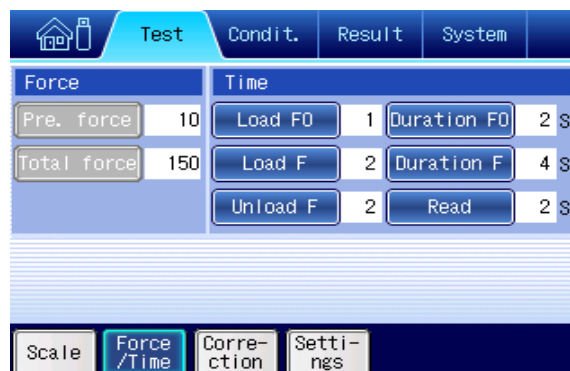 Test Condit. Result System
Force Time
Pre. force 10 Load F0 1 Duration F0 2 S
Total force 150 Load F 2 Duration F 4 S
Unload F 2 Read 2 S
Scale Force /Time Corre- ction Setti- ngs